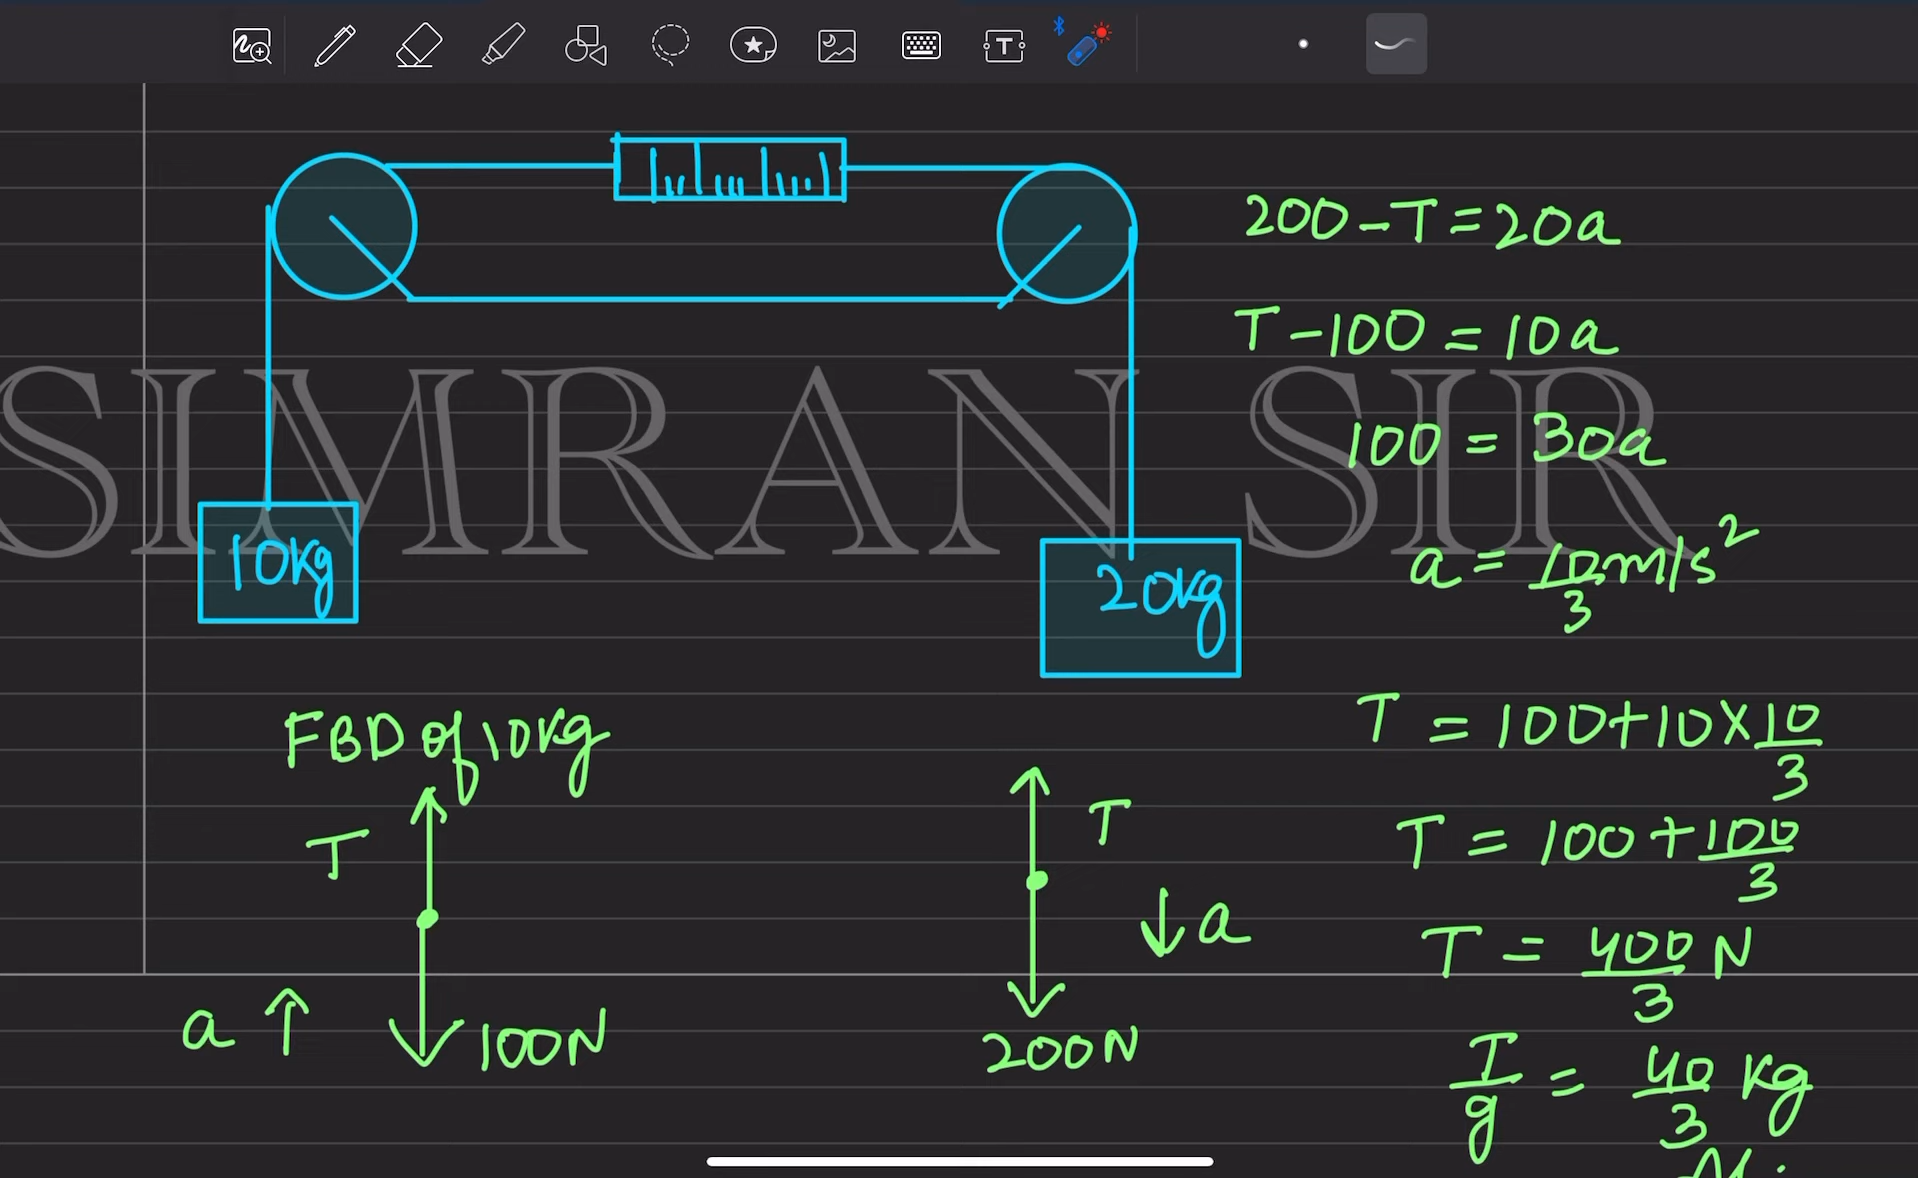 200-T=20a
T-100=10a
SIMRAN SIR
100=30a
10kg
20kg
a=10/3 m/s²
FBD of 10kg
T=100+10×10/3
T
T
T=100+100/3
a
T=400/3 N
a
100N
200N
T/g=40/3 kg